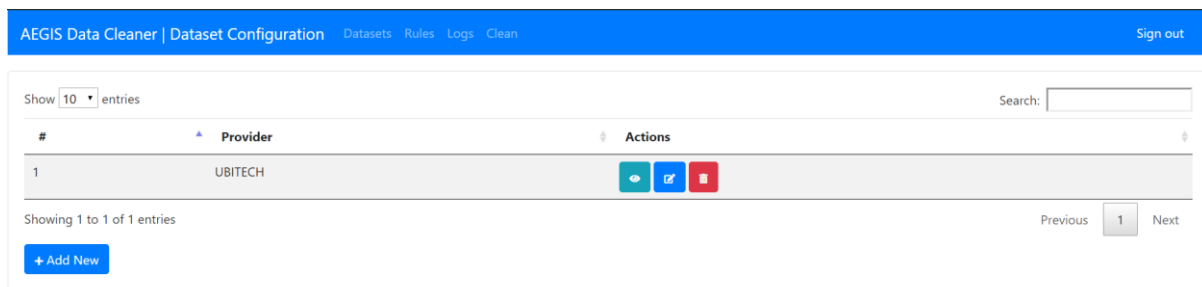 AEGIS Data Cleaner | Dataset Configuration Datasets Rules Logs Clean Sign out
Show 10 entries Search:
# Provider Actions
1 UBITECH
Showing 1 to 1 of 1 entries Previous 1 Next
+ Add New